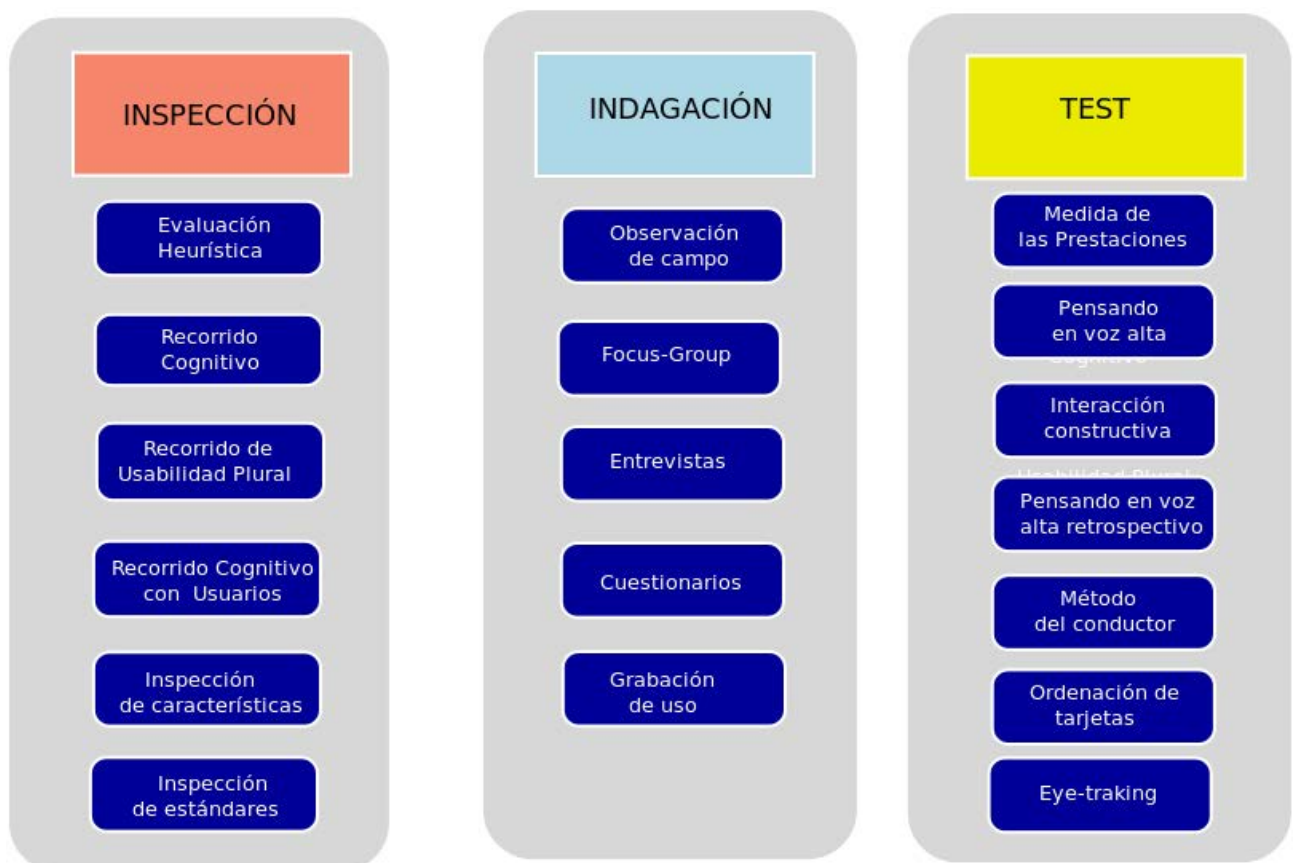 INSPECCIÓN
Evaluación
Heurística
Recorrido
Cognitivo
Recorrido de
Usabilidad Plural
Recorrido Cognitivo
con Usuarios
Inspección
de características
Inspección
de estándares
INDAGACIÓN
Observación
de campo
Focus-Group
Entrevistas
Cuestionarios
Grabación
de uso
TEST
Medida de
las Prestaciones
Pensando
en voz alta
Interacción
constructiva
Pensando en voz
alta retrospectivo
Método
del conductor
Ordenación de
tarjetas
Eye-traking